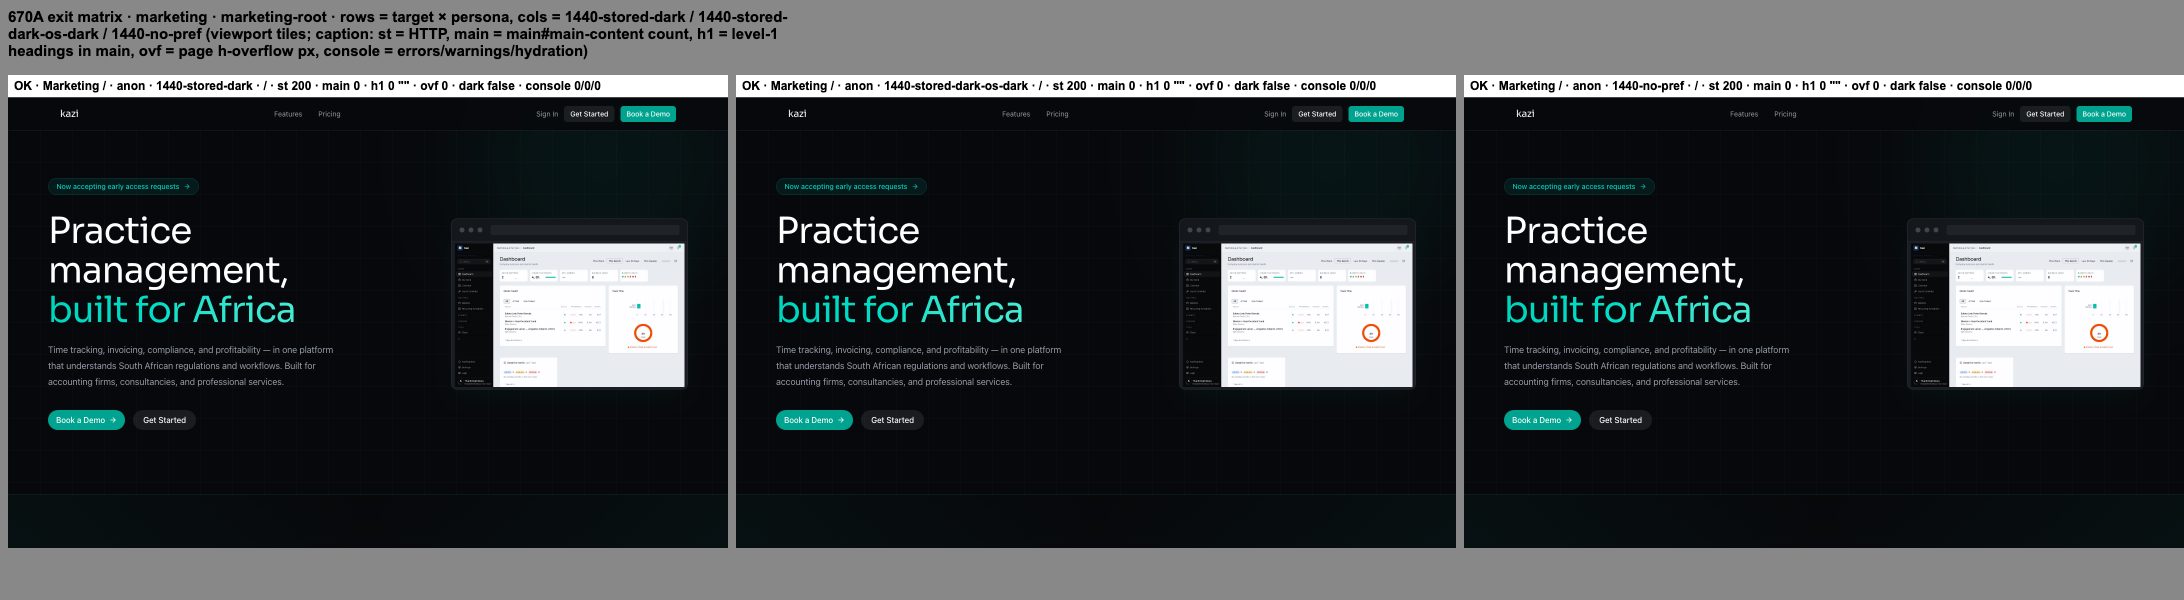 670A exit matrix · marketing · marketing-root · rows = target × persona, cols = 1440-stored-dark / 1440-stored-
dark-os-dark / 1440-no-pref (viewport tiles; caption: st = HTTP, main = main#main-content count, h1 = level-1
headings in main, ovf = page h-overflow px, console = errors/warnings/hydration)
OK · Marketing / · anon · 1440-stored-dark · / · st 200 · main 0 · h1 0 "" · ovf 0 · dark false · console 0/0/0
kazi Features Pricing Sign In Get Started Book a Demo
Now accepting early access requests →
Practice
management,
built for Africa
Time tracking, invoicing, compliance, and profitability — in one platform
that understands South African regulations and workflows. Built for
accounting firms, consultancies, and professional services.
Book a Demo → Get Started
Dashboard
OK · Marketing / · anon · 1440-stored-dark-os-dark · / · st 200 · main 0 · h1 0 "" · ovf 0 · dark false · console 0/0/0
kazi Features Pricing Sign In Get Started Book a Demo
Now accepting early access requests →
Practice
management,
built for Africa
Time tracking, invoicing, compliance, and profitability — in one platform
that understands South African regulations and workflows. Built for
accounting firms, consultancies, and professional services.
Book a Demo → Get Started
Dashboard
OK · Marketing / · anon · 1440-no-pref · / · st 200 · main 0 · h1 0 "" · ovf 0 · dark false · console 0/0/0
kazi Features Pricing Sign In Get Started Book a Demo
Now accepting early access requests →
Practice
management,
built for Africa
Time tracking, invoicing, compliance, and profitability — in one platform
that understands South African regulations and workflows. Built for
accounting firms, consultancies, and professional services.
Book a Demo → Get Started
Dashboard